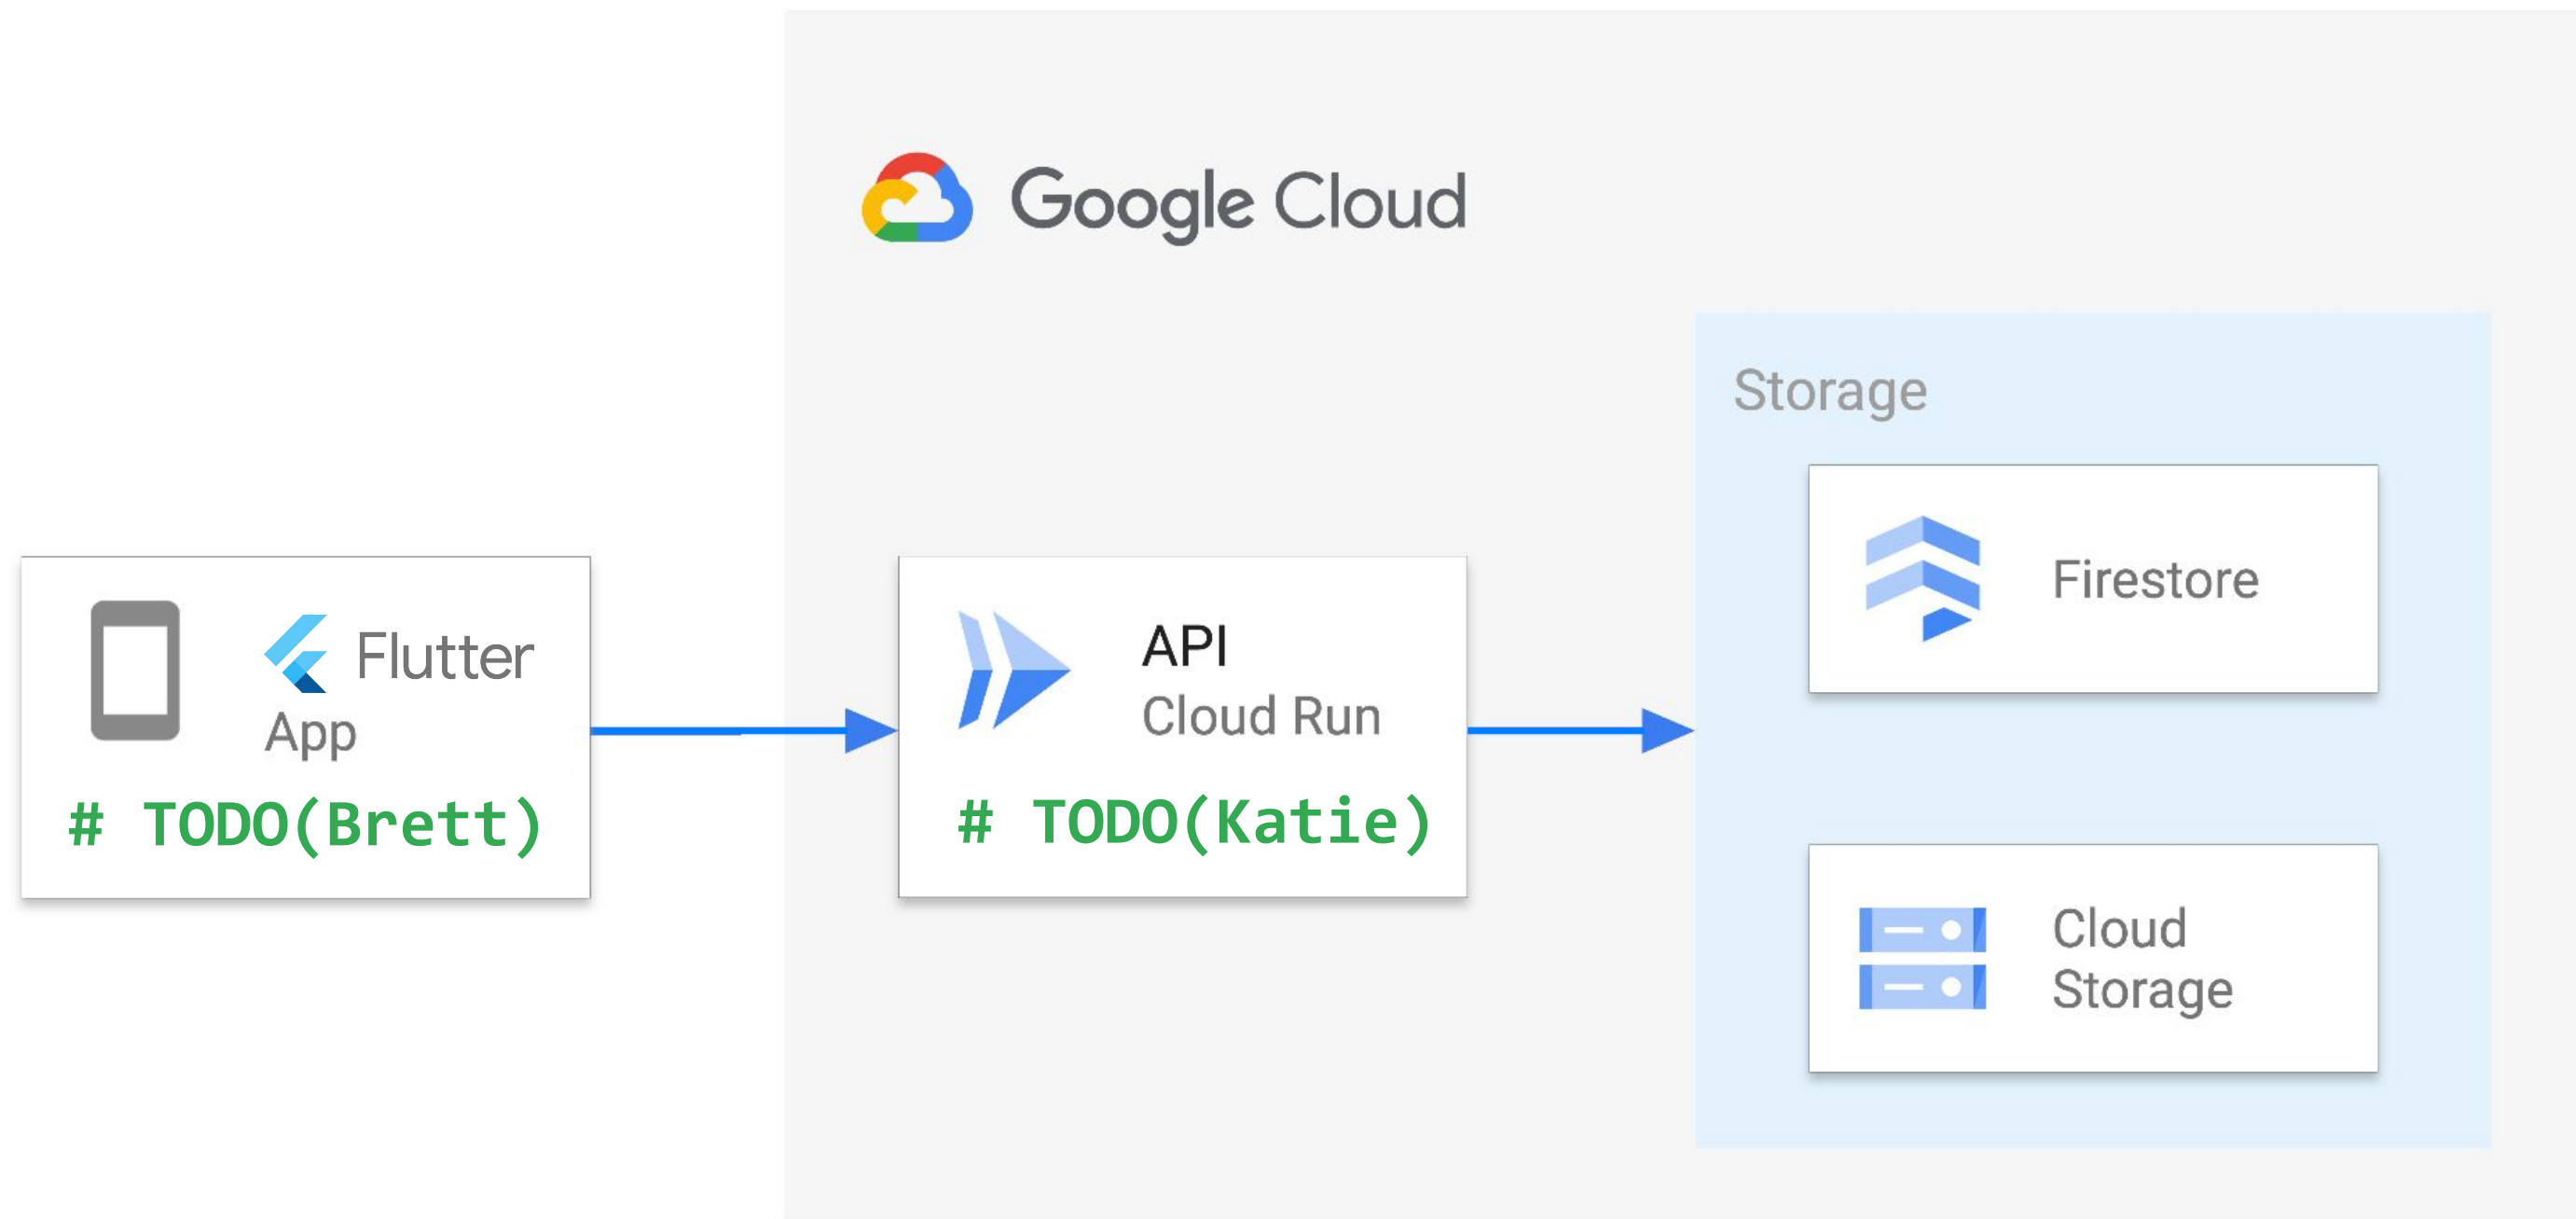 Google Cloud
Storage
Firestore
Flutter
App
# TODO(Brett)
API
Cloud Run
# TODO(Katie)
Cloud
Storage